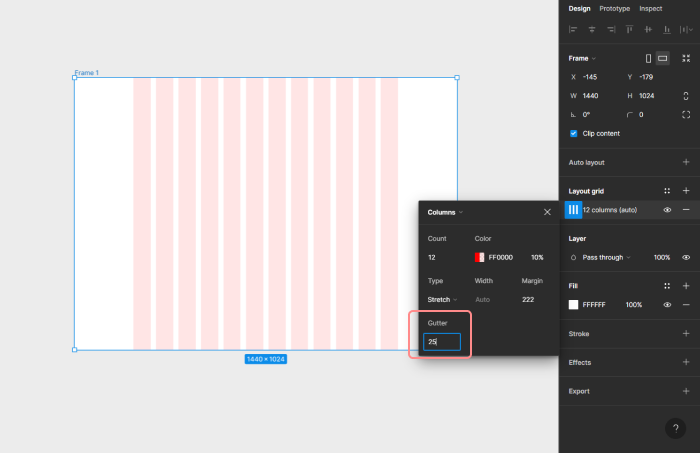 Design Prototype Inspect
Frame 1
Frame
X -145 Y -179
W 1440 H 1024
0° 0
Clip content
Auto layout
Layout grid
12 columns (auto)
Columns
Count Color
12 FF0000 10%
Type Width Margin
Stretch Auto 222
Gutter
25
Layer
Pass through 100%
Fill
FFFFFF 100%
Stroke
1440 × 1024
Effects
Export
?